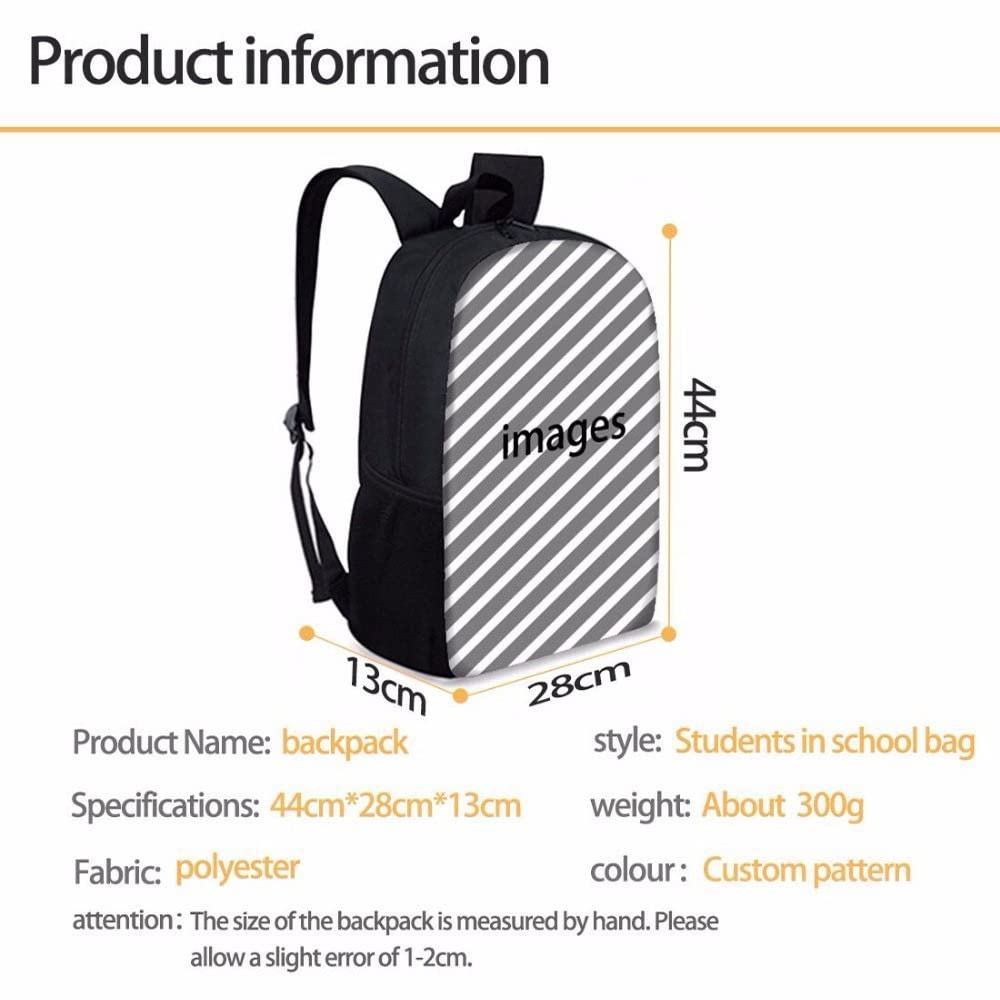 Product information
images
44cm
13cm
28cm
Product Name: backpack
style: Students in school bag
Specifications: 44cm*28cm*13cm
weight: About 300g
Fabric: polyester
colour: Custom pattern
attention: The size of the backpack is measured by hand. Please
allow a slight error of 1-2cm.